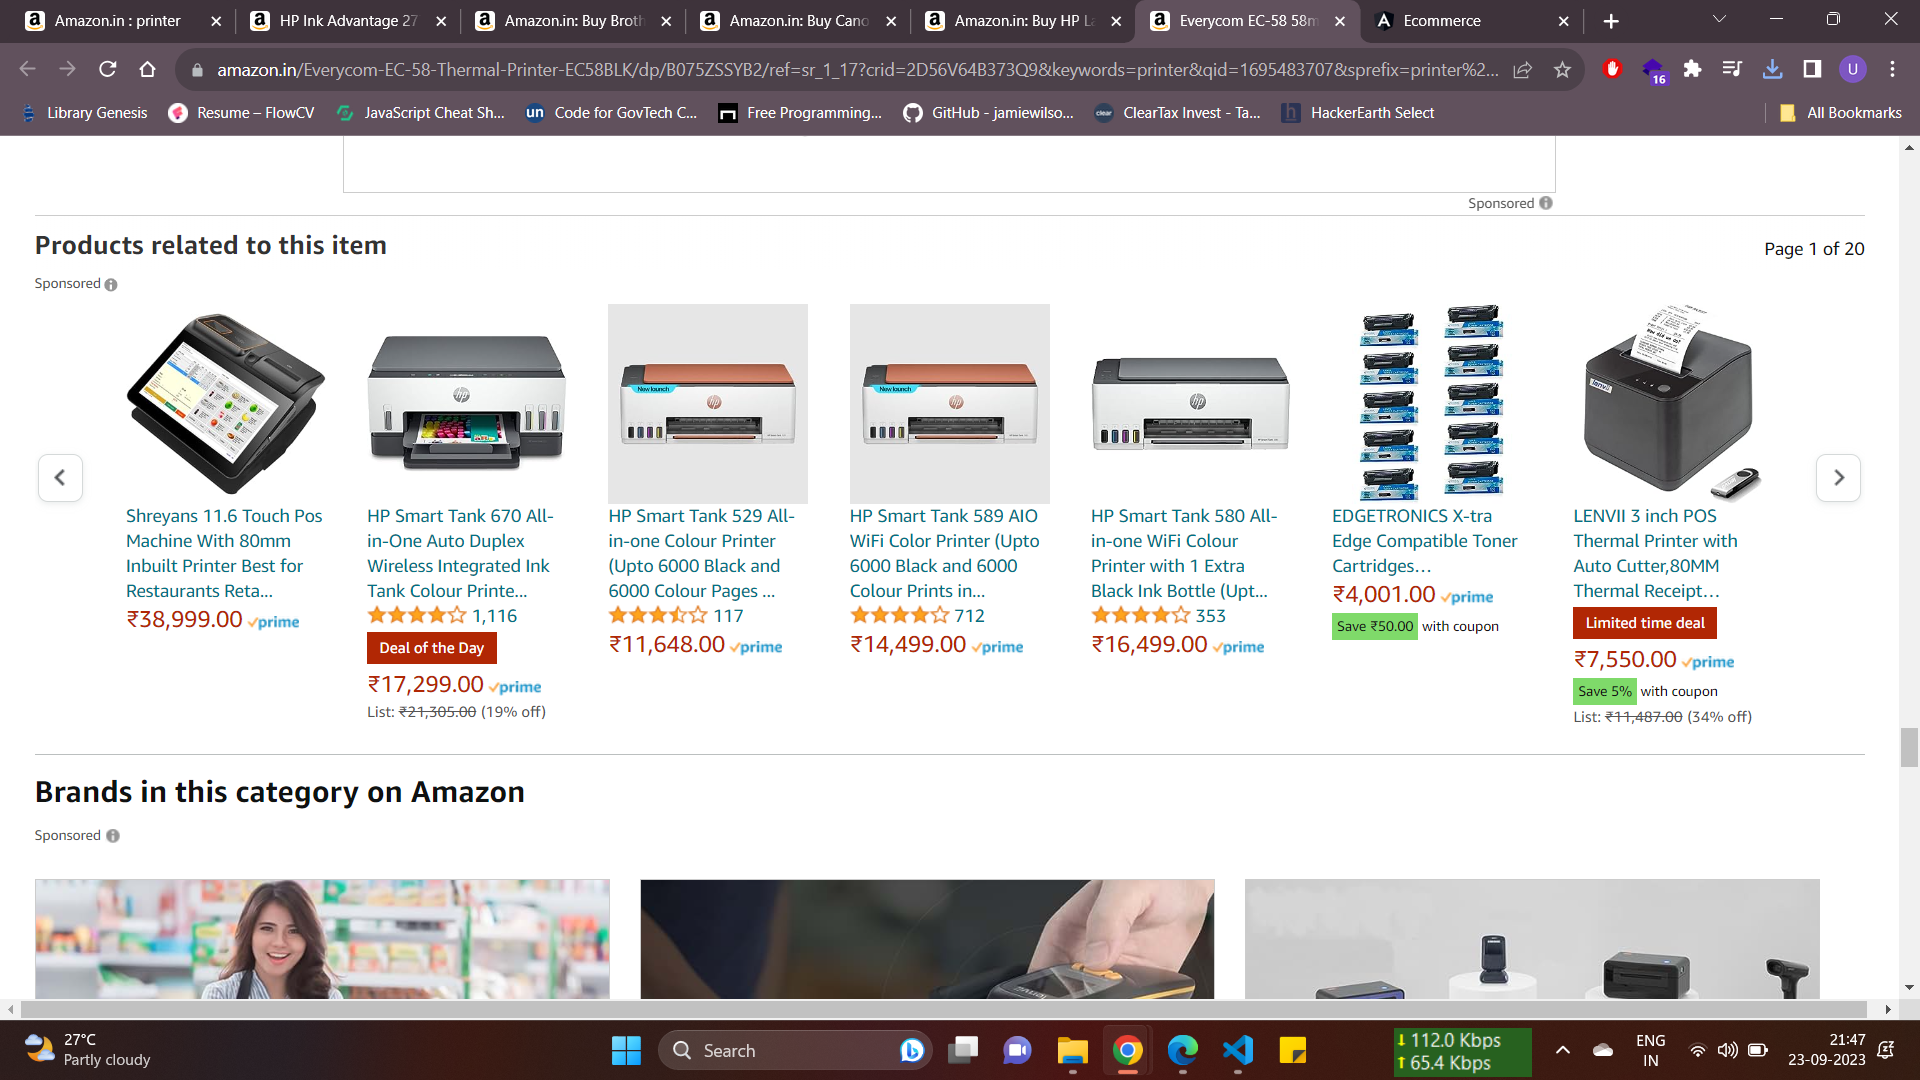 Amazon.in : printer
HP Ink Advantage 27
Amazon.in: Buy Broth
Amazon.in: Buy Cano
Amazon.in: Buy HP La
Everycom EC-58 58m
Ecommerce
amazon.in/Everycom-EC-58-Thermal-Printer-EC58BLK/dp/B075ZSSYB2/ref=sr_1_17?crid=2D56V64B373Q9&keywords=printer&qid=1695483707&sprefix=printer%2...
16
U
Library Genesis
Resume – FlowCV
JavaScript Cheat Sh...
un Code for GovTech C...
Free Programming...
GitHub - jamiewilso...
clear ClearTax Invest - Ta...
h HackerEarth Select
All Bookmarks
Sponsored
Products related to this item
Page 1 of 20
Sponsored
Shreyans 11.6 Touch Pos
Machine With 80mm
Inbuilt Printer Best for
Restaurants Reta...
₹38,999.00 prime
HP Smart Tank 670 All-
in-One Auto Duplex
Wireless Integrated Ink
Tank Colour Printe...
1,116
Deal of the Day
₹17,299.00 prime
List: ₹21,305.00 (19% off)
New launch
HP Smart Tank 529 All-
in-one Colour Printer
(Upto 6000 Black and
6000 Colour Pages ...
117
₹11,648.00 prime
New launch
HP Smart Tank 589 AIO
WiFi Color Printer (Upto
6000 Black and 6000
Colour Prints in...
712
₹14,499.00 prime
HP Smart Tank 580 All-
in-one WiFi Colour
Printer with 1 Extra
Black Ink Bottle (Upt...
353
₹16,499.00 prime
EDGETRONICS X-tra
Edge Compatible Toner
Cartridges...
₹4,001.00 prime
Save ₹50.00 with coupon
lenvii
LENVII 3 inch POS
Thermal Printer with
Auto Cutter,80MM
Thermal Receipt...
Limited time deal
₹7,550.00 prime
Save 5% with coupon
List: ₹11,487.00 (34% off)
Brands in this category on Amazon
Sponsored
27°C
Partly cloudy
Search
112.0 Kbps
65.4 Kbps
ENG
IN
21:47
23-09-2023